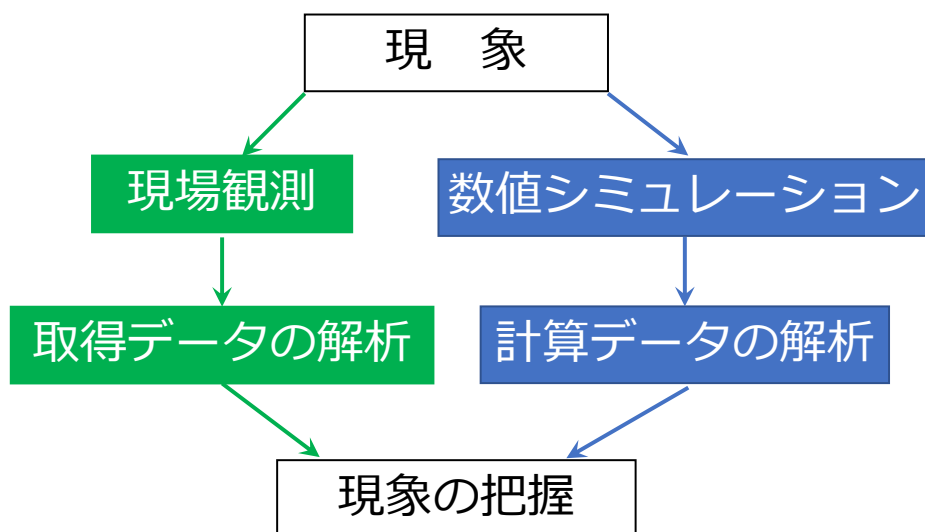 現　象
現場観測
数値シミュレーション
取得データの解析
計算データの解析
現象の把握